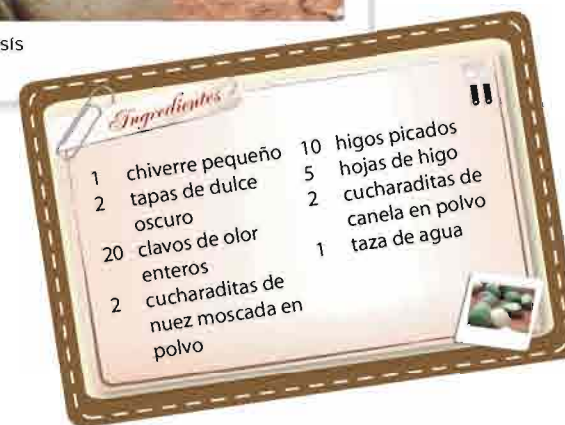 sís
Ingredientes
1 chiverre pequeño
2 tapas de dulce
oscuro
20 clavos de olor
enteros
2 cucharaditas de
nuez moscada en
polvo
10 higos picados
5 hojas de higo
2 cucharaditas de
canela en polvo
1 taza de agua